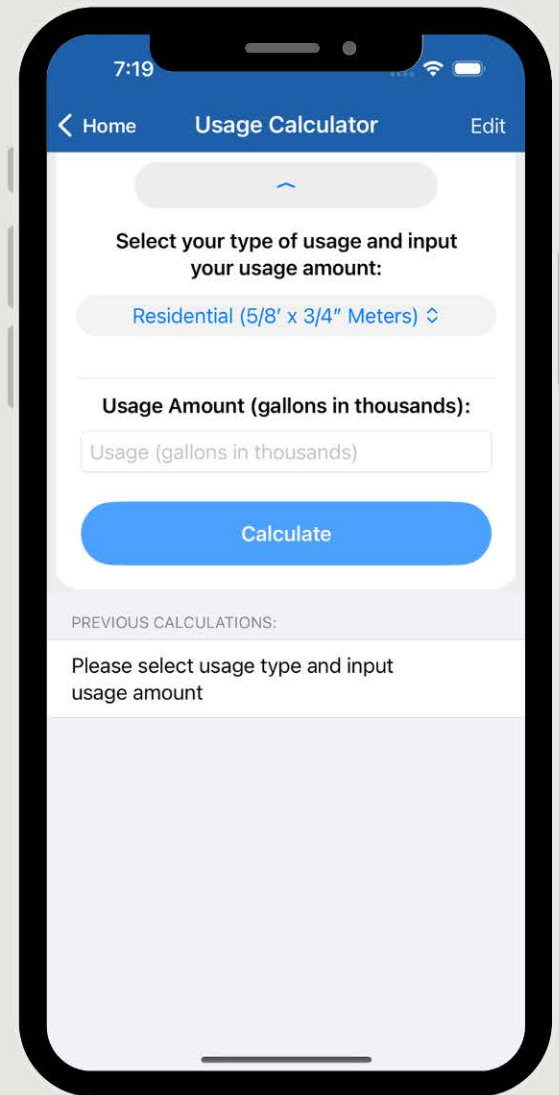 7:19
Home Usage Calculator Edit
Select your type of usage and input
your usage amount:
Residential (5/8′ x 3/4″ Meters)
Usage Amount (gallons in thousands):
Usage (gallons in thousands)
Calculate
PREVIOUS CALCULATIONS:
Please select usage type and input
usage amount